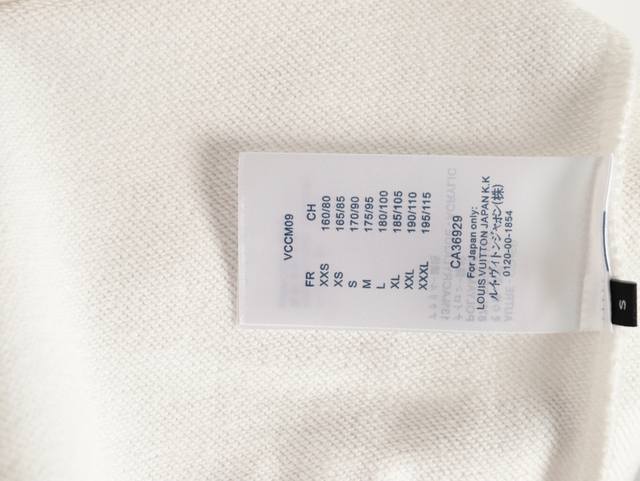 VCCM09
FR CH
XXS 160/80
XS 165/85
S 170/90
M 175/95
L 180/100
XL 185/105
XXL 190/110
XXXL 195/115
CA36929
For Japan only:
LOUIS VUITTON JAPAN K.K
ルイ・ヴィトンジャパン(株)
0120-00-1854
S